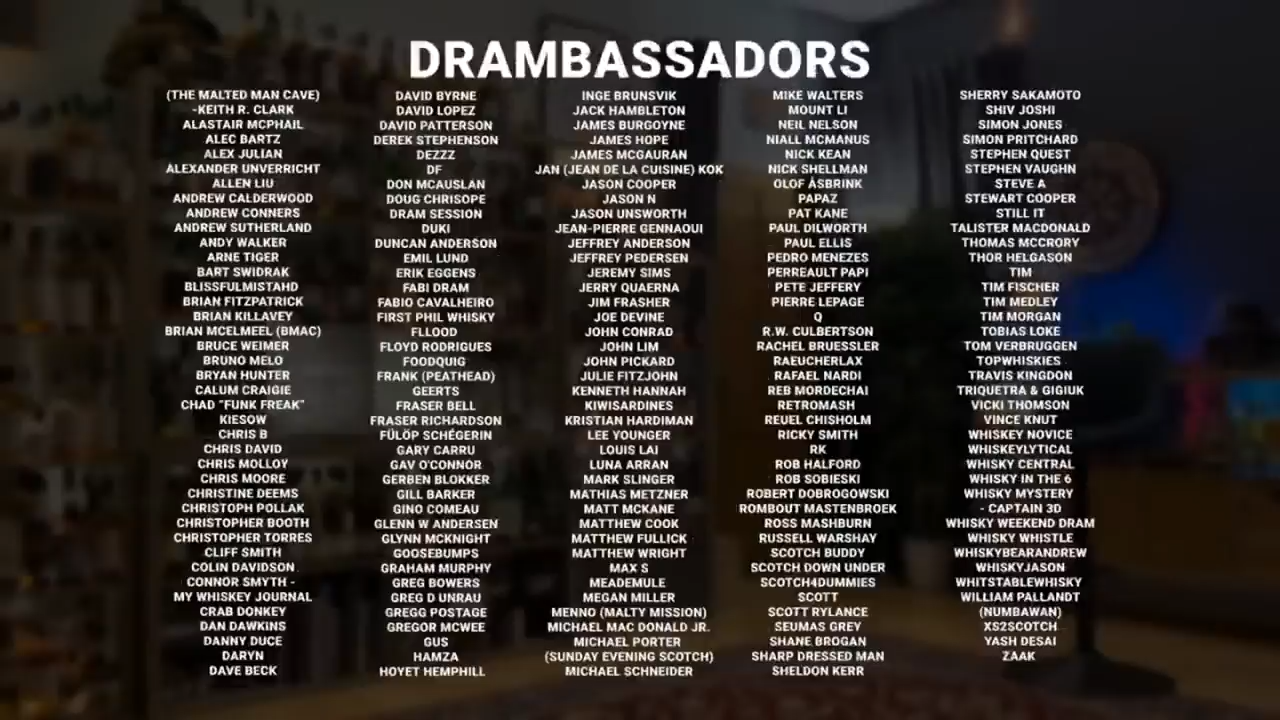 DRAMBASSADORS
(THE MALTED MAN CAVE)
-KEITH R. CLARK
ALASTAIR MCPHAIL
ALEC BARTZ
ALEX JULIAN
ALEXANDER UNVERRICHT
ALLEN LIU
ANDREW CALDERWOOD
ANDREW CONNERS
ANDREW SUTHERLAND
ANDY WALKER
ARNE TIGER
BART SWIDRAK
BLISSFULMISTAHD
BRIAN FITZPATRICK
BRIAN KILLAVEY
BRIAN MCELMEEL (BMAC)
BRUCE WEIMER
BRUNO MELO
BRYAN HUNTER
CALUM CRAIGIE
CHAD "FUNK FREAK"
KIESOW
CHRIS B
CHRIS DAVID
CHRIS MOLLOY
CHRIS MOORE
CHRISTINE DEEMS
CHRISTOPH POLLAK
CHRISTOPHER BOOTH
CHRISTOPHER TORRES
CLIFF SMITH
COLIN DAVIDSON
CONNOR SMYTH -
MY WHISKEY JOURNAL
CRAB DONKEY
DAN DAWKINS
DANNY DUCE
DARYN
DAVE BECK
DAVID BYRNE
DAVID LOPEZ
DAVID PATTERSON
DEREK STEPHENSON
DEZZZ
DF
DON MCAUSLAN
DOUG CHRISOPE
DRAM SESSION
DUKI
DUNCAN ANDERSON
EMIL LUND
ERIK EGGENS
FABI DRAM
FABIO CAVALHEIRO
FIRST PHIL WHISKY
FLLOOD
FLOYD RODRIGUES
FOODQUIG
FRANK (PEATHEAD)
GEERTS
FRASER BELL
FRASER RICHARDSON
FÜLÖP SCHÉGERIN
GARY CARRU
GAV O'CONNOR
GERBEN BLOKKER
GILL BARKER
GINO COMEAU
GLENN W ANDERSEN
GLYNN MCKNIGHT
GOOSEBUMPS
GRAHAM MURPHY
GREG BOWERS
GREG D UNRAU
GREGG POSTAGE
GREGOR MCWEE
GUS
HAMZA
HOYET HEMPHILL
INGE BRUNSVIK
JACK HAMBLETON
JAMES BURGOYNE
JAMES HOPE
JAMES MCGAURAN
JAN (JEAN DE LA CUISINE) KOK
JASON COOPER
JASON N
JASON UNSWORTH
JEAN-PIERRE GENNAOUI
JEFFREY ANDERSON
JEFFREY PEDERSEN
JEREMY SIMS
JERRY QUAERNA
JIM FRASHER
JOE DEVINE
JOHN CONRAD
JOHN LIM
JOHN PICKARD
JULIE FITZJOHN
KENNETH HANNAH
KIWISARDINES
KRISTIAN HARDIMAN
LEE YOUNGER
LOUIS LAI
LUNA ARRAN
MARK SLINGER
MATHIAS METZNER
MATT MCKANE
MATTHEW COOK
MATTHEW FULLICK
MATTHEW WRIGHT
MAX S
MEADEMULE
MEGAN MILLER
MENNO (MALTY MISSION)
MICHAEL MAC DONALD JR.
MICHAEL PORTER
(SUNDAY EVENING SCOTCH)
MICHAEL SCHNEIDER
MIKE WALTERS
MOUNT LI
NEIL NELSON
NIALL MCMANUS
NICK KEAN
NICK SHELLMAN
OLOF ÅSBRINK
PAPAZ
PAT KANE
PAUL DILWORTH
PAUL ELLIS
PEDRO MENEZES
PERREAULT PAPI
PETE JEFFERY
PIERRE LEPAGE
Q
R.W. CULBERTSON
RACHEL BRUESSLER
RAEUCHERLAX
RAFAEL NARDI
REB MORDECHAI
RETROMASH
REUEL CHISHOLM
RICKY SMITH
RK
ROB HALFORD
ROB SOBIESKI
ROBERT DOBROGOWSKI
ROMBOUT MASTENBROEK
ROSS MASHBURN
RUSSELL WARSHAY
SCOTCH BUDDY
SCOTCH DOWN UNDER
SCOTCH4DUMMIES
SCOTT
SCOTT RYLANCE
SEUMAS GREY
SHANE BROGAN
SHARP DRESSED MAN
SHELDON KERR
SHERRY SAKAMOTO
SHIV JOSHI
SIMON JONES
SIMON PRITCHARD
STEPHEN QUEST
STEPHEN VAUGHN
STEVE A
STEWART COOPER
STILL IT
TALISTER MACDONALD
THOMAS MCCRORY
THOR HELGASON
TIM
TIM FISCHER
TIM MEDLEY
TIM MORGAN
TOBIAS LOKE
TOM VERBRUGGEN
TOPWHISKIES
TRAVIS KINGDON
TRIQUETRA & GIGIUK
VICKI THOMSON
VINCE KNUT
WHISKEY NOVICE
WHISKEYLYTICAL
WHISKY CENTRAL
WHISKY IN THE 6
WHISKY MYSTERY
- CAPTAIN 3D
WHISKY WEEKEND DRAM
WHISKY WHISTLE
WHISKYBEARANDREW
WHISKYJASON
WHITSTABLEWHISKY
WILLIAM PALLANDT
(NUMBAWAN)
XS2SCOTCH
YASH DESAI
ZAAK